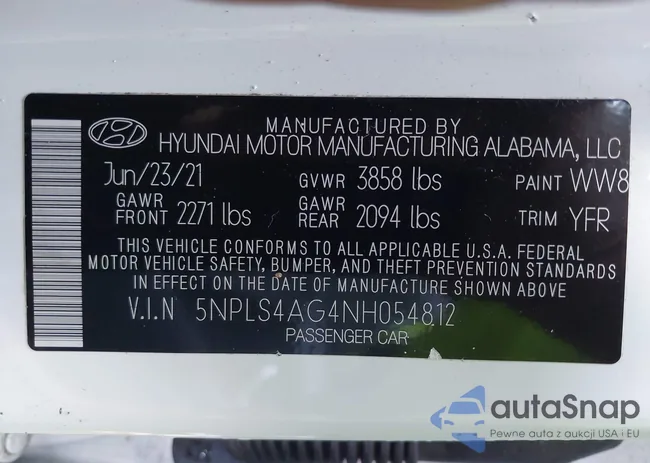 MANUFACTURED BY
HYUNDAI MOTOR MANUFACTURING ALABAMA, LLC
Jun/23/21 GVWR 3858 lbs PAINT WW8
GAWR FRONT 2271 lbs GAWR REAR 2094 lbs TRIM YFR
THIS VEHICLE CONFORMS TO ALL APPLICABLE U.S.A. FEDERAL
MOTOR VEHICLE SAFETY, BUMPER, AND THEFT PREVENTION STANDARDS
IN EFFECT ON THE DATE OF MANUFACTURE SHOWN ABOVE
V.I.N 5NPLS4AG4NH054812
PASSENGER CAR
autaSnap
Pewne auta z aukcji USA i EU